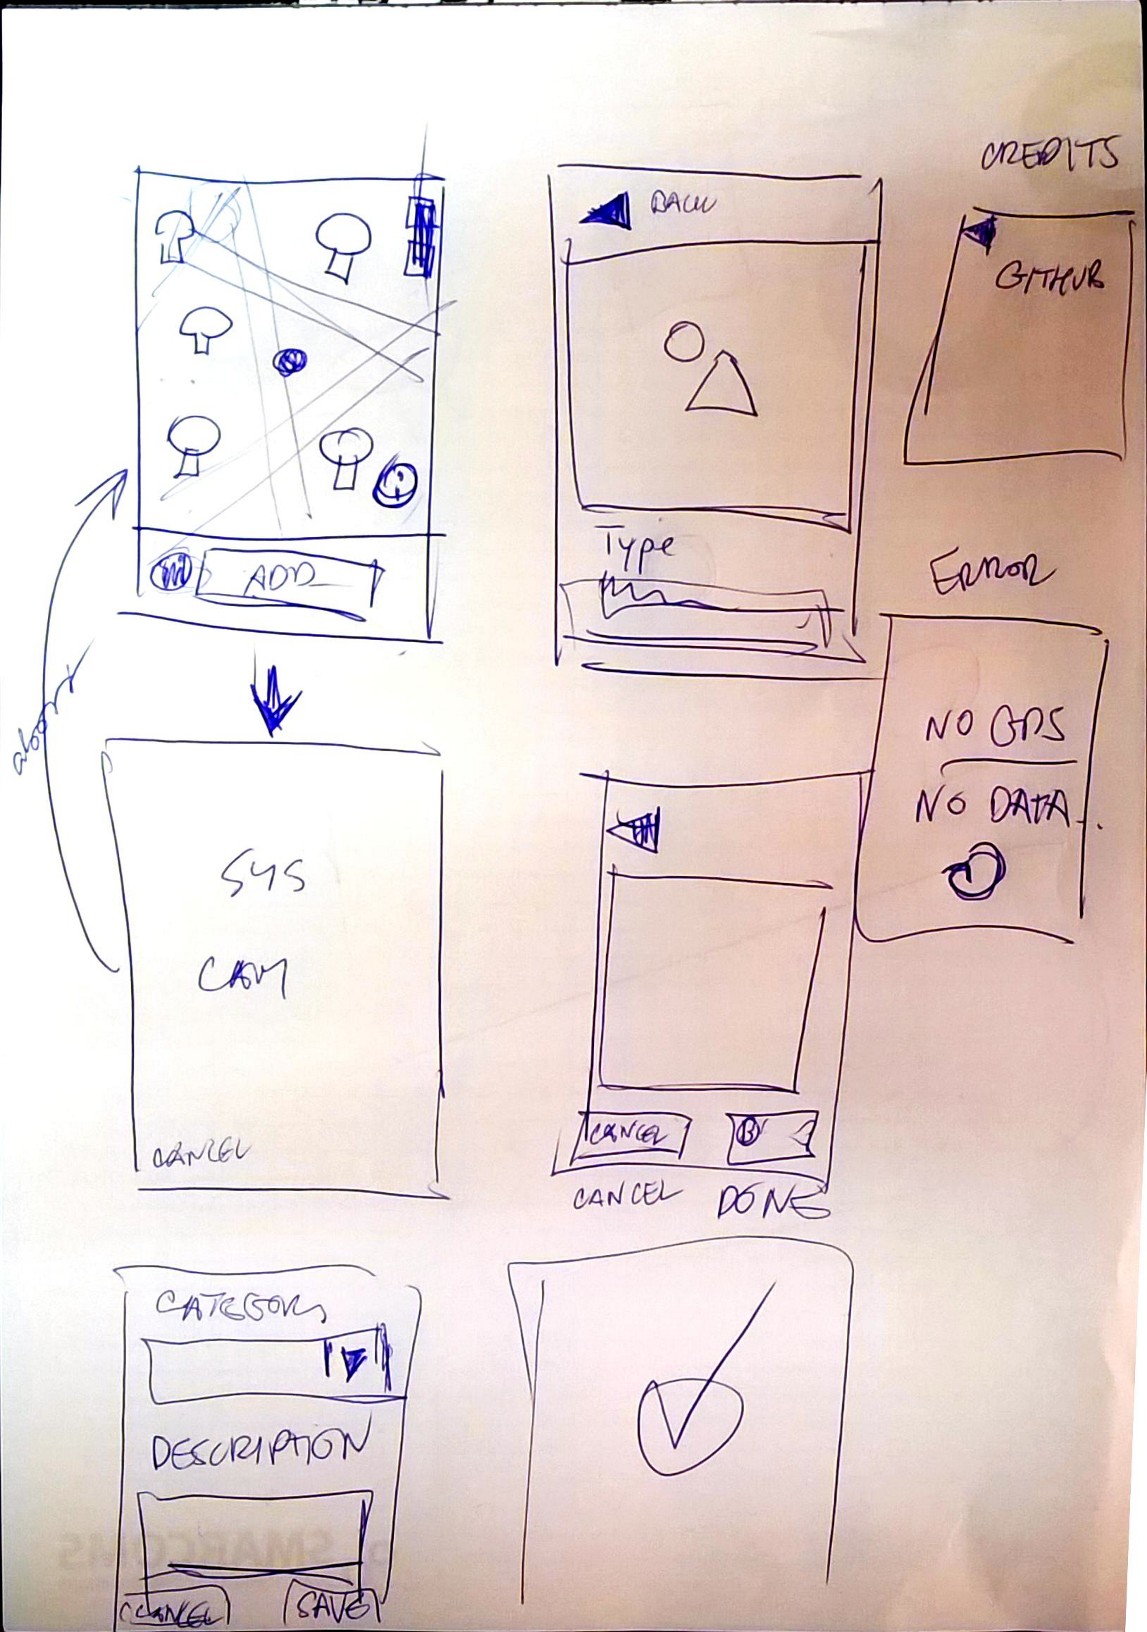 CREDITS
BACK
GITHUB
ADD
Type
ERROR
abort
NO GPS
NO DATA
SYS
CAM
CANCEL
CANCEL
CANCEL DONE
CATEGORY
DESCRIPTION
CANCEL SAVE
SMARCOMS